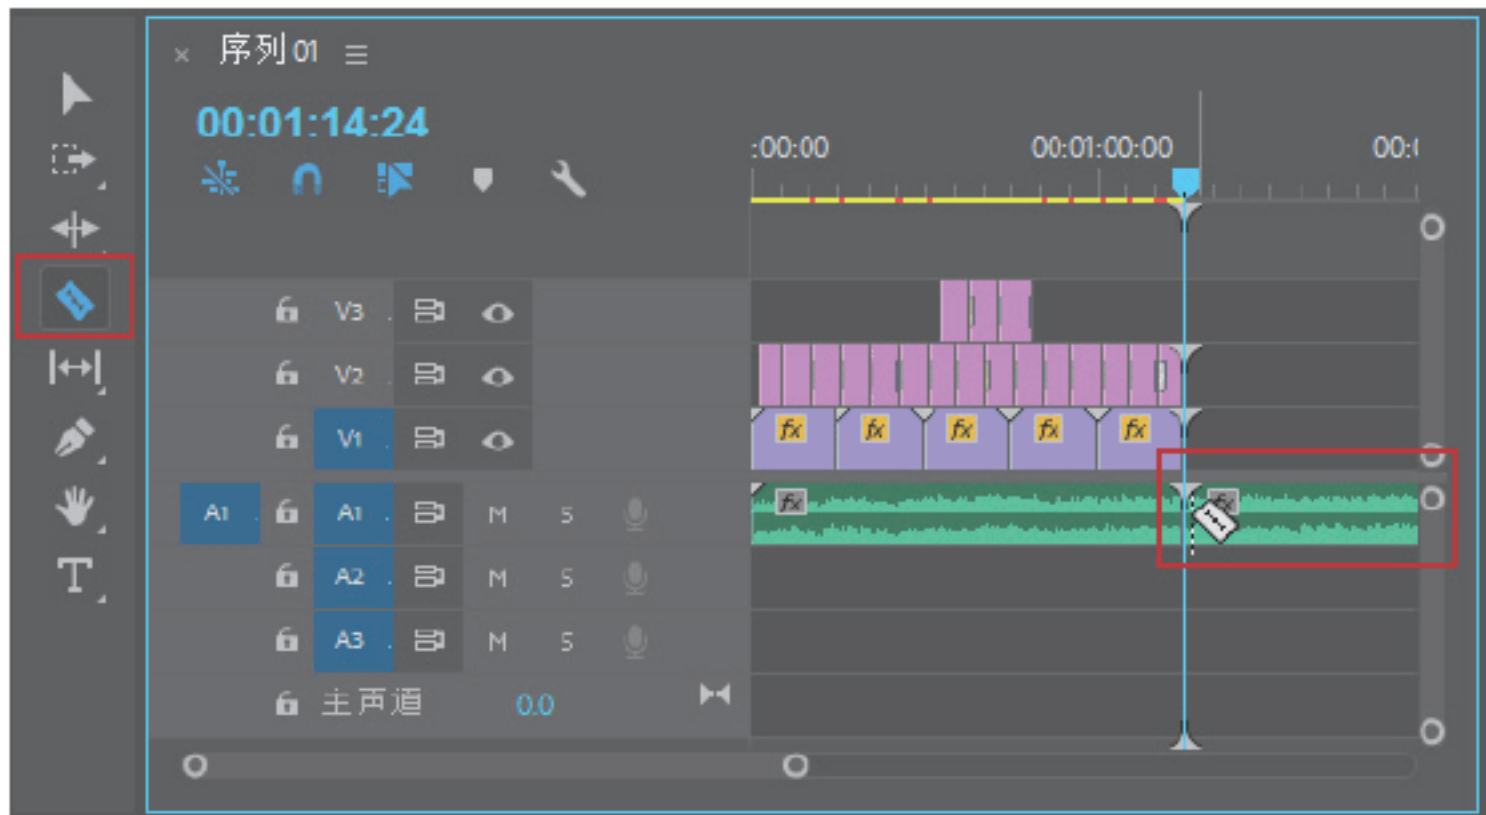 × 序列 01
00:01:14:24
:00:00 00:01:00:00 00:
V3
V2
V1 fx fx fx fx fx
A1 A1 M S fx fx
A2 M S
A3 M S
主声道 0.0
T